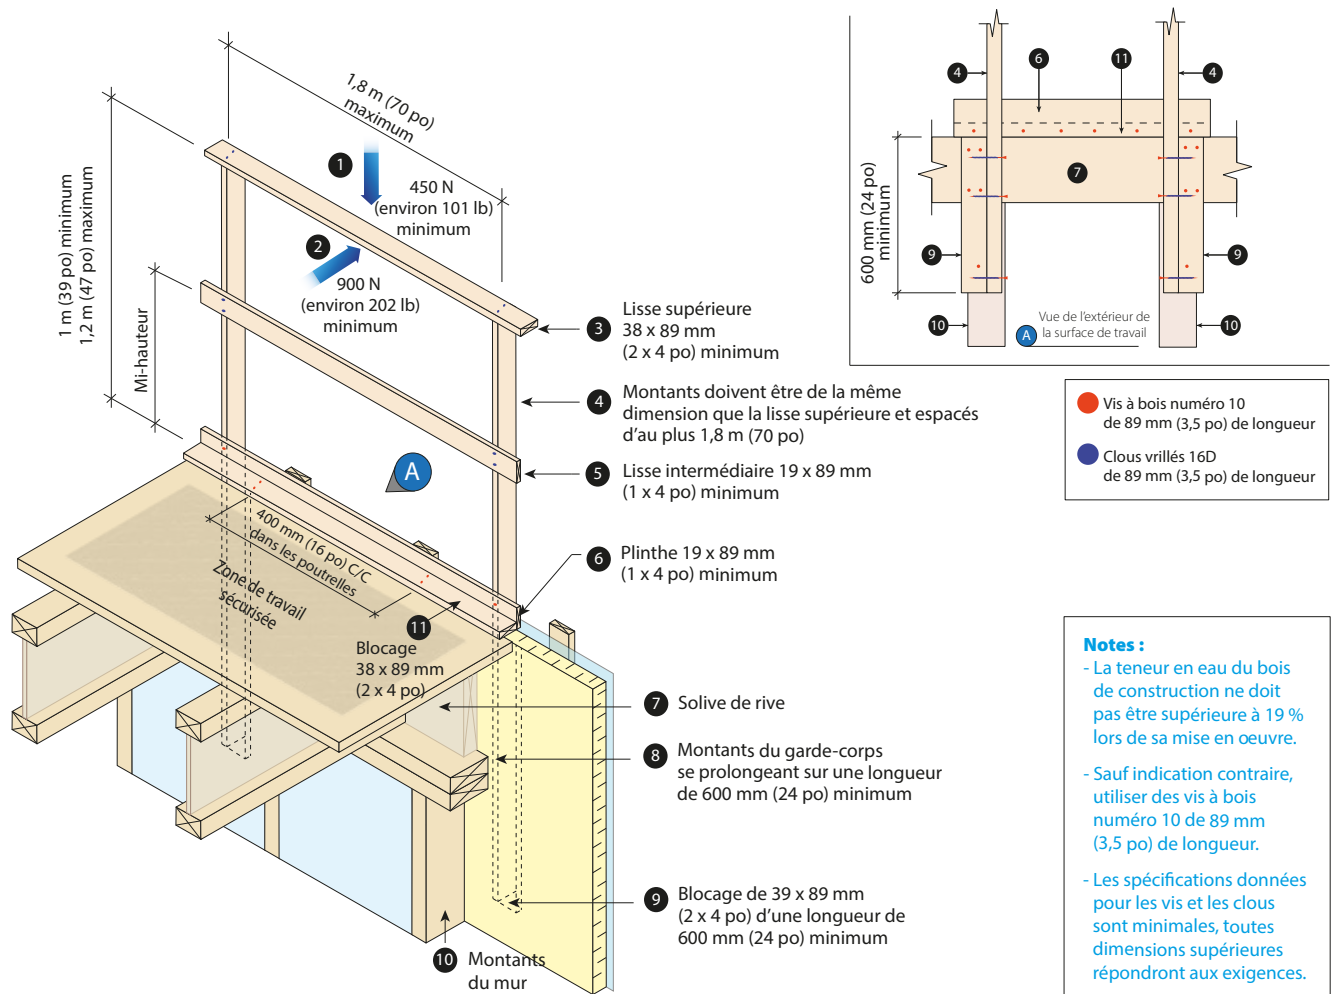 1,8 m (70 po)
maximum
1 m (39 po) minimum
1,2 m (47 po) maximum
Mi-hauteur
1
450 N
(environ 101 lb)
minimum
2
900 N
(environ 202 lb)
minimum
3 Lisse supérieure
38 x 89 mm
(2 x 4 po) minimum
4 Montants doivent être de la même
dimension que la lisse supérieure et espacés
d'au plus 1,8 m (70 po)
A
5 Lisse intermédiaire 19 x 89 mm
(1 x 4 po) minimum
6 Plinthe 19 x 89 mm
(1 x 4 po) minimum
400 mm (16 po) C/C
dans les poutrelles
Zone de travail
sécurisée
11
Blocage
38 x 89 mm
(2 x 4 po)
7 Solive de rive
8 Montants du garde-corps
se prolongeant sur une longueur
de 600 mm (24 po) minimum
9 Blocage de 39 x 89 mm
(2 x 4 po) d'une longueur de
600 mm (24 po) minimum
10 Montants
du mur
4
6
11
4
600 mm (24 po)
minimum
7
9
9
10
10
A
Vue de l'extérieur de
la surface de travail
Vis à bois numéro 10
de 89 mm (3,5 po) de longueur
Clous vrillés 16D
de 89 mm (3,5 po) de longueur
Notes :
- La teneur en eau du bois
de construction ne doit
pas être supérieure à 19 %
lors de sa mise en oeuvre.
- Sauf indication contraire,
utiliser des vis à bois
numéro 10 de 89 mm
(3,5 po) de longueur.
- Les spécifications données
pour les vis et les clous
sont minimales, toutes
dimensions supérieures
répondront aux exigences.